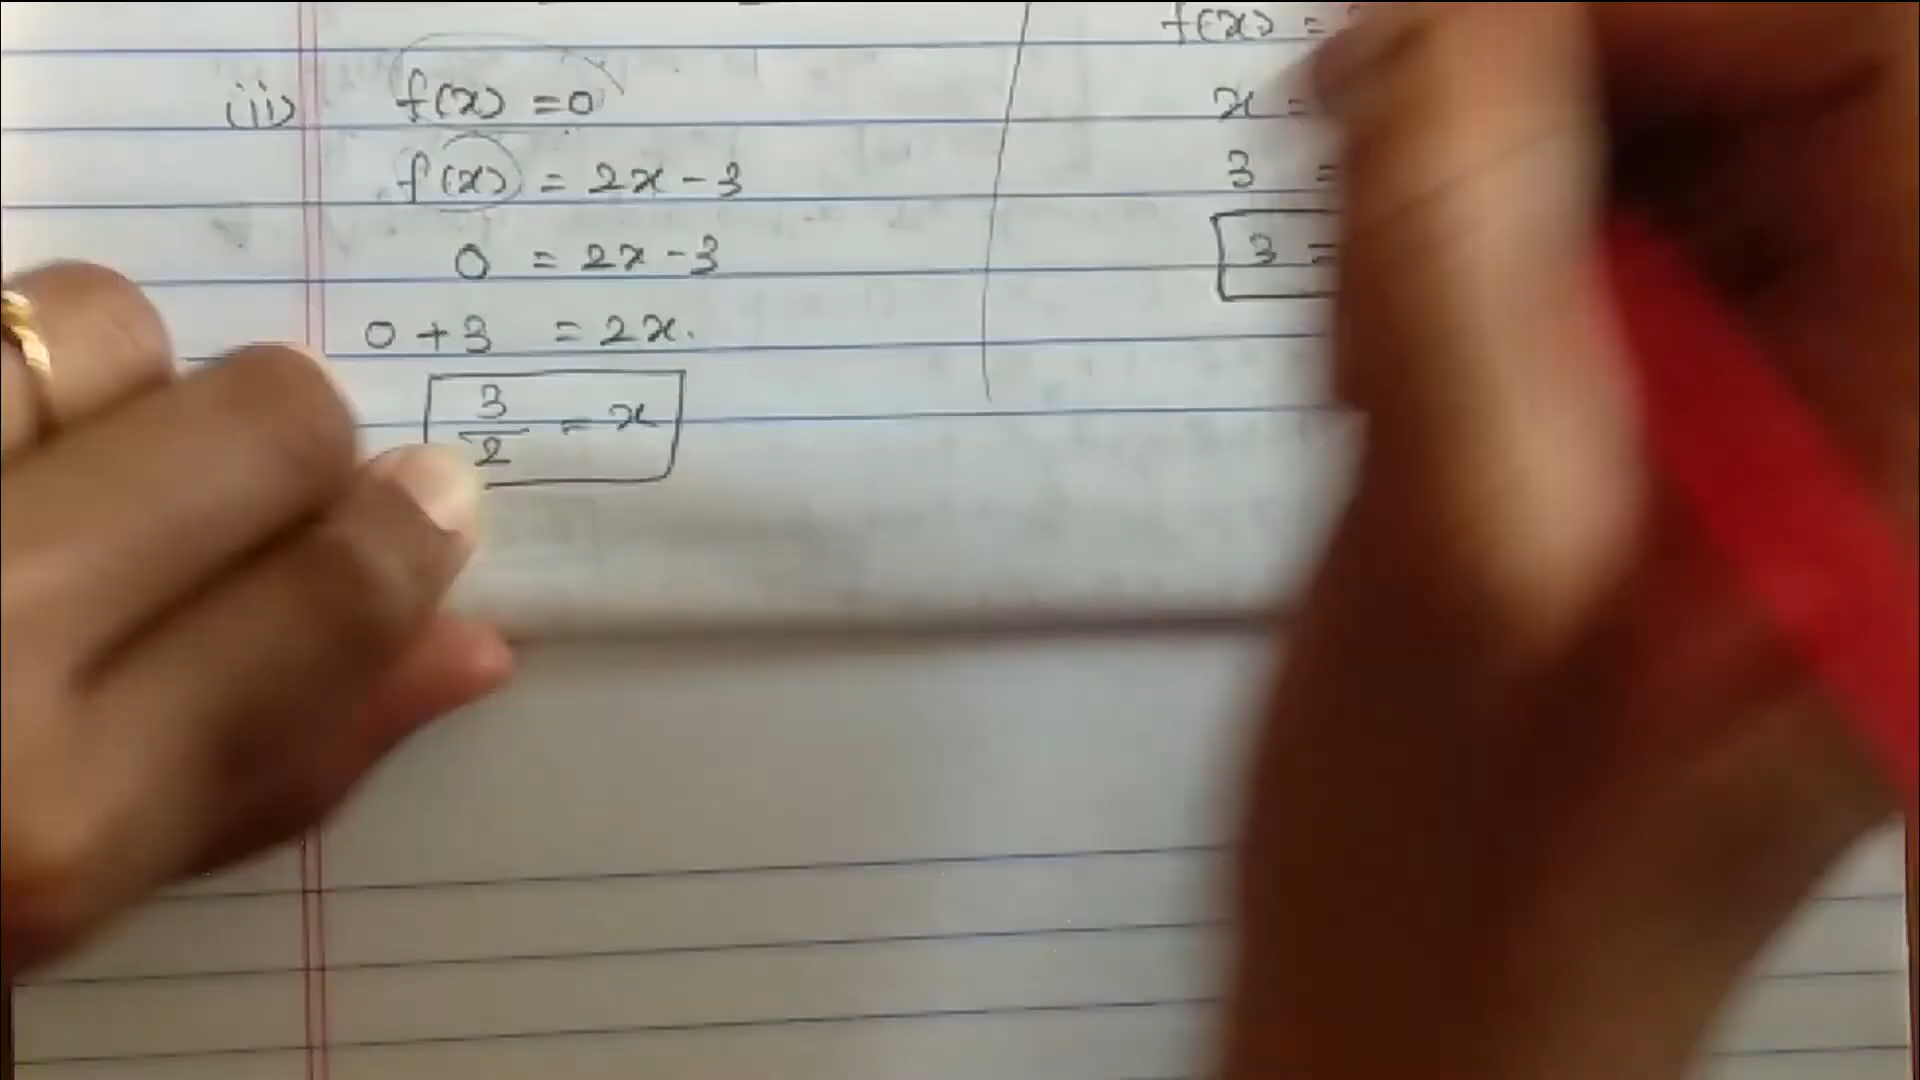 (ii) f(x) = 0
f(x) = 2x - 3
0 = 2x - 3
0 + 3 = 2x.
3/2 = x
f(x) =
x =
3 =
3 =